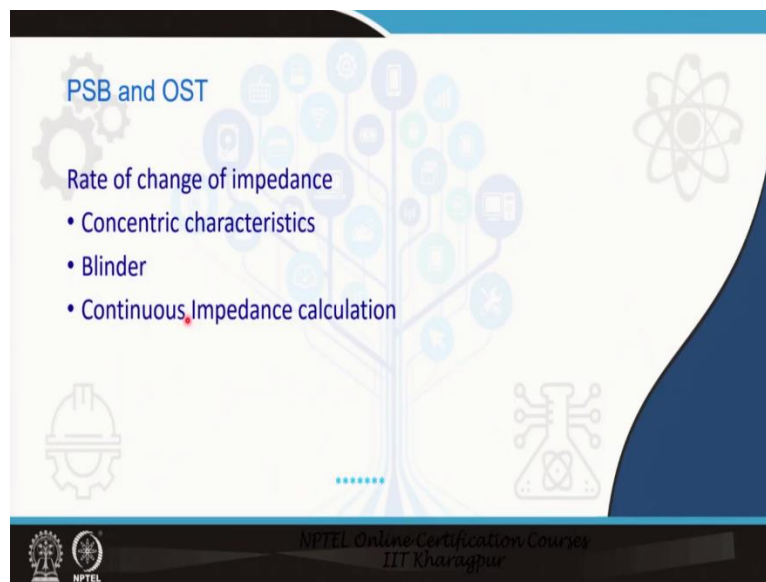 PSB and OST
Rate of change of impedance
• Concentric characteristics
• Blinder
• Continuous Impedance calculation
NPTEL Online Certification Courses
IIT Kharagpur
NPTEL